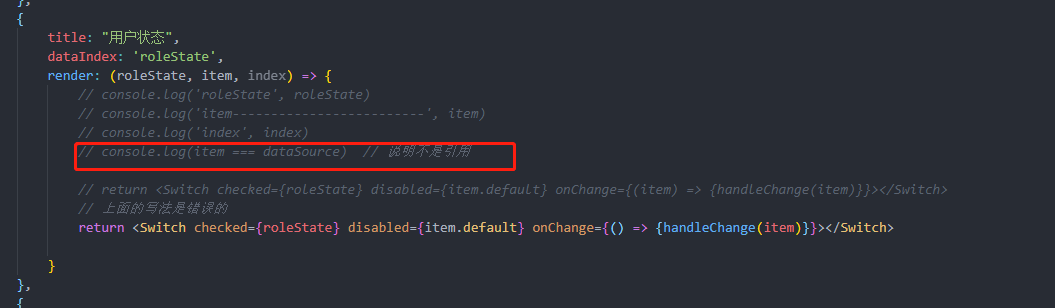 },
{
title: "用户状态",
dataIndex: 'roleState',
render: (roleState, item, index) => {
// console.log('roleState', roleState)
// console.log('item-------------------------', item)
// console.log('index', index)
// console.log(item === dataSource)  // 说明不是引用
// return <Switch checked={roleState} disabled={item.default} onChange={(item) => {handleChange(item)}}></Switch>
// 上面的写法是错误的
return <Switch checked={roleState} disabled={item.default} onChange={() => {handleChange(item)}}></Switch>
}
},
{